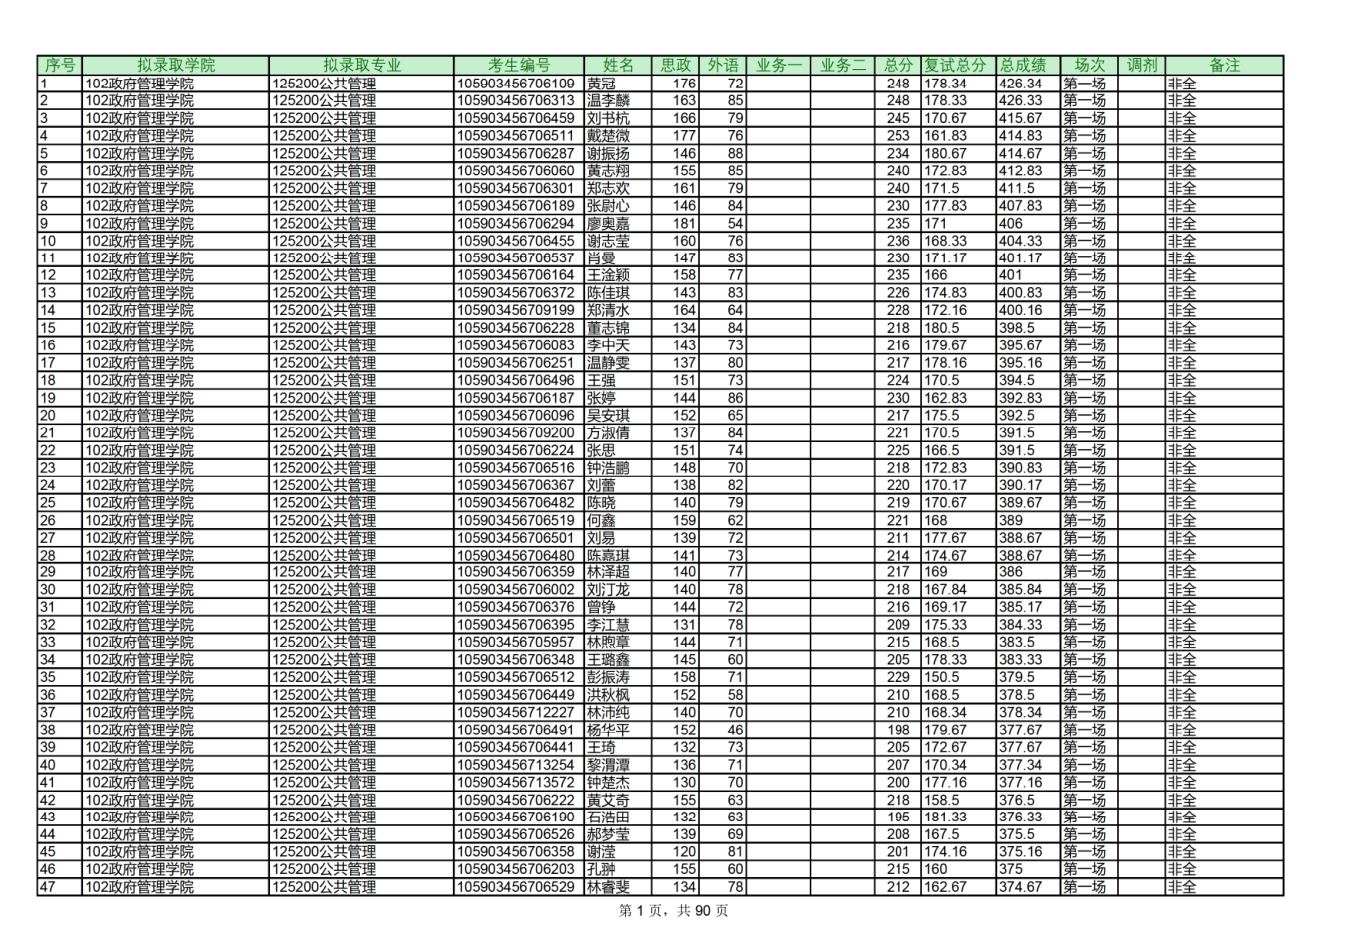 序号 拟录取学院 拟录取专业 考生编号 姓名 思政 外语 业务一 业务二 总分 复试总分 总成绩 场次 调剂 备注
1 102政府管理学院 125200公共管理 105903456706109 黄冠 176 72 248 178.34 426.34 第一场 非全
2 102政府管理学院 125200公共管理 105903456706313 温李麟 163 85 248 178.33 426.33 第一场 非全
3 102政府管理学院 125200公共管理 105903456706459 刘书杭 166 79 245 170.67 415.67 第一场 非全
4 102政府管理学院 125200公共管理 105903456706511 戴楚微 177 76 253 161.83 414.83 第一场 非全
5 102政府管理学院 125200公共管理 105903456706287 谢振扬 146 88 234 180.67 414.67 第一场 非全
6 102政府管理学院 125200公共管理 105903456706060 黄志翔 155 85 240 172.83 412.83 第一场 非全
7 102政府管理学院 125200公共管理 105903456706301 郑志欢 161 79 240 171.5 411.5 第一场 非全
8 102政府管理学院 125200公共管理 105903456706189 张尉心 146 84 230 177.83 407.83 第一场 非全
9 102政府管理学院 125200公共管理 105903456706294 廖奥嘉 181 54 235 171 406 第一场 非全
10 102政府管理学院 125200公共管理 105903456706455 谢志莹 160 76 236 168.33 404.33 第一场 非全
11 102政府管理学院 125200公共管理 105903456706537 肖曼 147 83 230 171.17 401.17 第一场 非全
12 102政府管理学院 125200公共管理 105903456706164 王淦颖 158 77 235 166 401 第一场 非全
13 102政府管理学院 125200公共管理 105903456706372 陈佳琪 143 83 226 174.83 400.83 第一场 非全
14 102政府管理学院 125200公共管理 105903456709199 郑清水 164 64 228 172.16 400.16 第一场 非全
15 102政府管理学院 125200公共管理 105903456706228 董志锦 134 84 218 180.5 398.5 第一场 非全
16 102政府管理学院 125200公共管理 105903456706083 李中天 143 73 216 179.67 395.67 第一场 非全
17 102政府管理学院 125200公共管理 105903456706251 温静雯 137 80 217 178.16 395.16 第一场 非全
18 102政府管理学院 125200公共管理 105903456706496 王强 151 73 224 170.5 394.5 第一场 非全
19 102政府管理学院 125200公共管理 105903456706187 张婷 144 86 230 162.83 392.83 第一场 非全
20 102政府管理学院 125200公共管理 105903456706096 吴安琪 152 65 217 175.5 392.5 第一场 非全
21 102政府管理学院 125200公共管理 105903456709200 方淑倩 137 84 221 170.5 391.5 第一场 非全
22 102政府管理学院 125200公共管理 105903456706224 张思 151 74 225 166.5 391.5 第一场 非全
23 102政府管理学院 125200公共管理 105903456706516 钟浩鹏 148 70 218 172.83 390.83 第一场 非全
24 102政府管理学院 125200公共管理 105903456706367 刘蕾 138 82 220 170.17 390.17 第一场 非全
25 102政府管理学院 125200公共管理 105903456706482 陈晓 140 79 219 170.67 389.67 第一场 非全
26 102政府管理学院 125200公共管理 105903456706519 何鑫 159 62 221 168 389 第一场 非全
27 102政府管理学院 125200公共管理 105903456706501 刘易 139 72 211 177.67 388.67 第一场 非全
28 102政府管理学院 125200公共管理 105903456706480 陈嘉琪 141 73 214 174.67 388.67 第一场 非全
29 102政府管理学院 125200公共管理 105903456706359 林泽超 140 77 217 169 386 第一场 非全
30 102政府管理学院 125200公共管理 105903456706002 刘汀龙 140 78 218 167.84 385.84 第一场 非全
31 102政府管理学院 125200公共管理 105903456706376 曾铮 144 72 216 169.17 385.17 第一场 非全
32 102政府管理学院 125200公共管理 105903456706395 李江慧 131 78 209 175.33 384.33 第一场 非全
33 102政府管理学院 125200公共管理 105903456705957 林煦章 144 71 215 168.5 383.5 第一场 非全
34 102政府管理学院 125200公共管理 105903456706348 王璐鑫 145 60 205 178.33 383.33 第一场 非全
35 102政府管理学院 125200公共管理 105903456706512 彭振涛 158 71 229 150.5 379.5 第一场 非全
36 102政府管理学院 125200公共管理 105903456706449 洪秋枫 152 58 210 168.5 378.5 第一场 非全
37 102政府管理学院 125200公共管理 105903456712227 林沛纯 140 70 210 168.34 378.34 第一场 非全
38 102政府管理学院 125200公共管理 105903456706491 杨华平 152 46 198 179.67 377.67 第一场 非全
39 102政府管理学院 125200公共管理 105903456706441 王琦 132 73 205 172.67 377.67 第一场 非全
40 102政府管理学院 125200公共管理 105903456713254 黎渭潭 136 71 207 170.34 377.34 第一场 非全
41 102政府管理学院 125200公共管理 105903456713572 钟楚杰 130 70 200 177.16 377.16 第一场 非全
42 102政府管理学院 125200公共管理 105903456706222 黄艾奇 155 63 218 158.5 376.5 第一场 非全
43 102政府管理学院 125200公共管理 105903456706190 石浩田 132 63 195 181.33 376.33 第一场 非全
44 102政府管理学院 125200公共管理 105903456706526 郝梦莹 139 69 208 167.5 375.5 第一场 非全
45 102政府管理学院 125200公共管理 105903456706358 谢滢 120 81 201 174.16 375.16 第一场 非全
46 102政府管理学院 125200公共管理 105903456706203 孔翀 155 60 215 160 375 第一场 非全
47 102政府管理学院 125200公共管理 105903456706529 林睿斐 134 78 212 162.67 374.67 第一场 非全
第 1 页，共 90 页